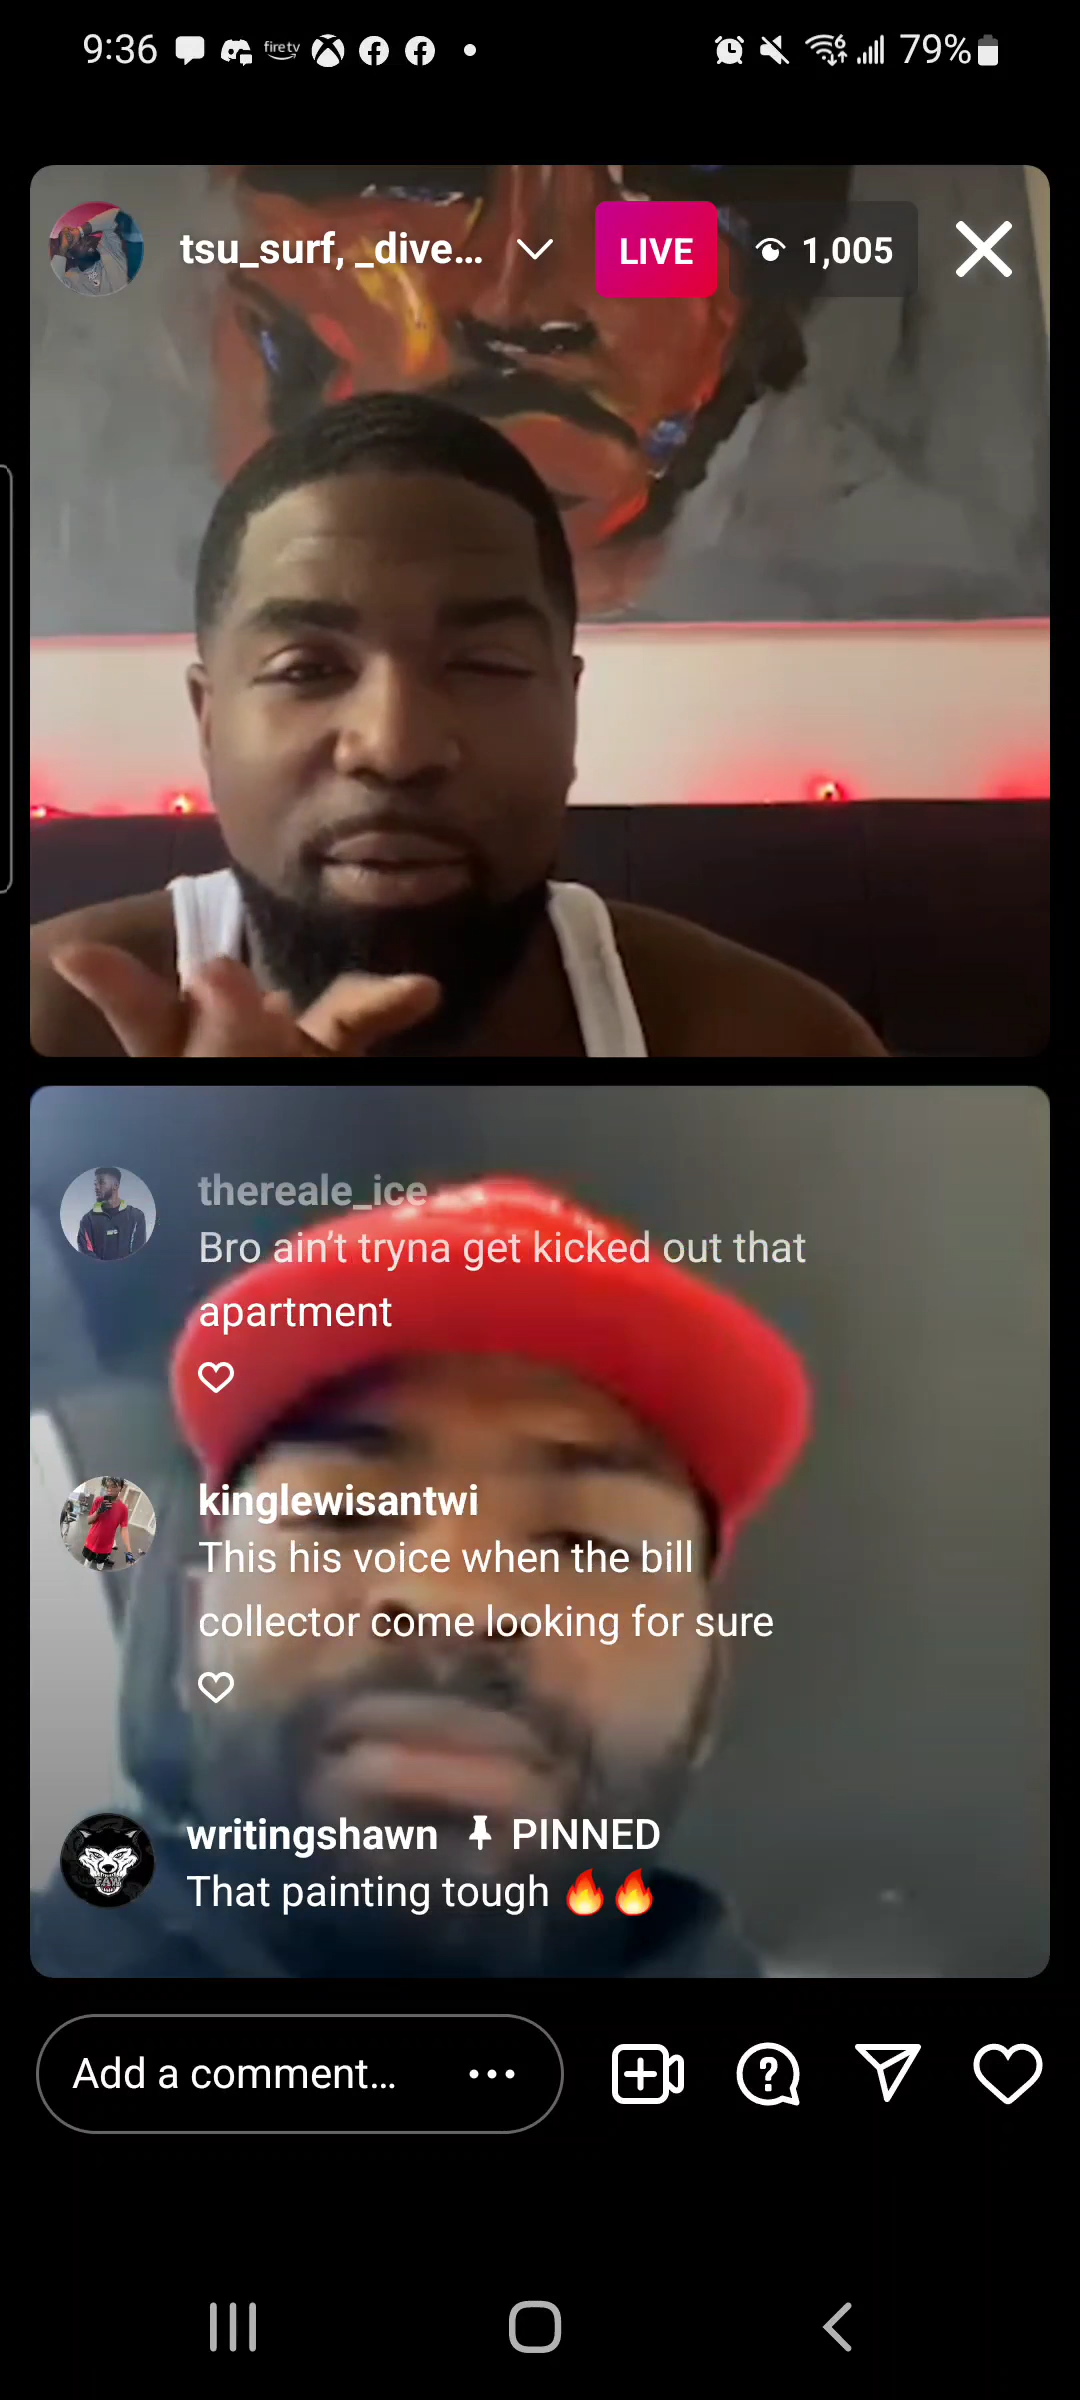 9:36 firetv 79%
tsu_surf, _dive... LIVE 1,005
thereale_ice
Bro ain't tryna get kicked out that
apartment
kinglewisantwi
This his voice when the bill
collector come looking for sure
writingshawn PINNED
That painting tough 🔥🔥
Add a comment...